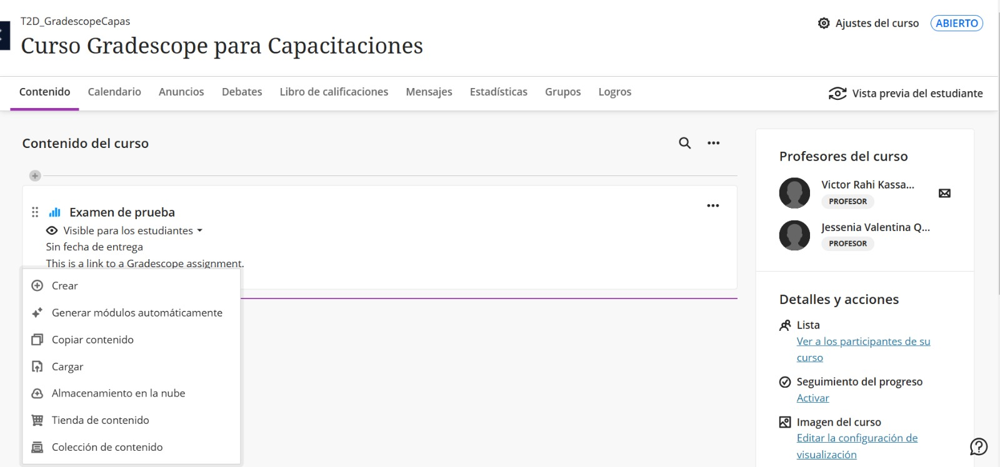 T2D_GradescopeCapas
Curso Gradescope para Capacitaciones
Ajustes del curso
ABIERTO
Contenido
Calendario
Anuncios
Debates
Libro de calificaciones
Mensajes
Estadísticas
Grupos
Logros
Vista previa del estudiante
Contenido del curso
Examen de prueba
Visible para los estudiantes
Sin fecha de entrega
This is a link to a Gradescope assignment.
Crear
Generar módulos automáticamente
Copiar contenido
Cargar
Almacenamiento en la nube
Tienda de contenido
Colección de contenido
Profesores del curso
Victor Rahi Kassa...
PROFESOR
Jessenia Valentina Q...
PROFESOR
Detalles y acciones
Lista
Ver a los participantes de su
curso
Seguimiento del progreso
Activar
Imagen del curso
Editar la configuración de
visualización